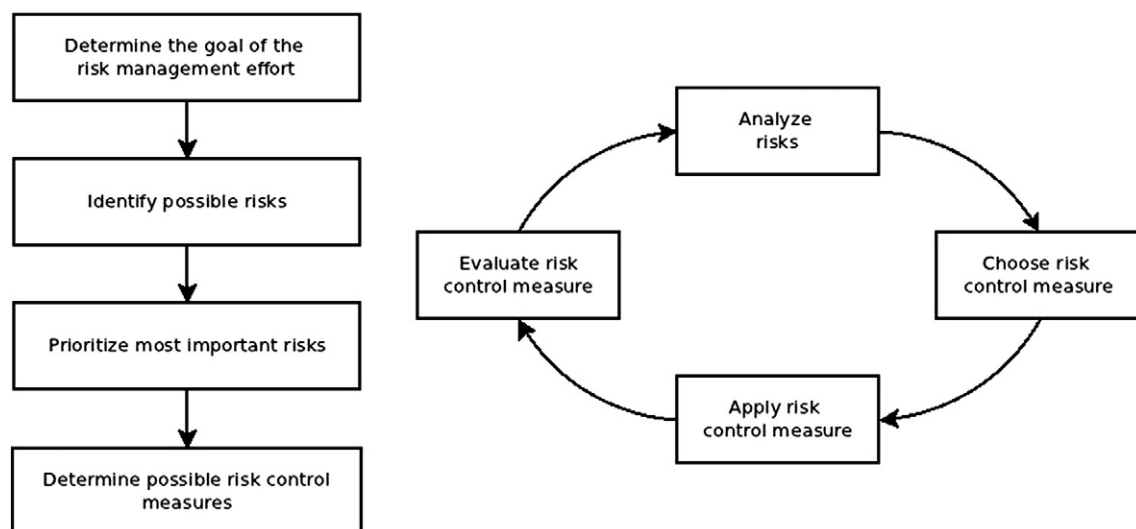 Determine the goal of the
risk management effort
Identify possible risks
Prioritize most important risks
Determine possible risk control
measures
Analyze
risks
Choose risk
control measure
Apply risk
control measure
Evaluate risk
control measure